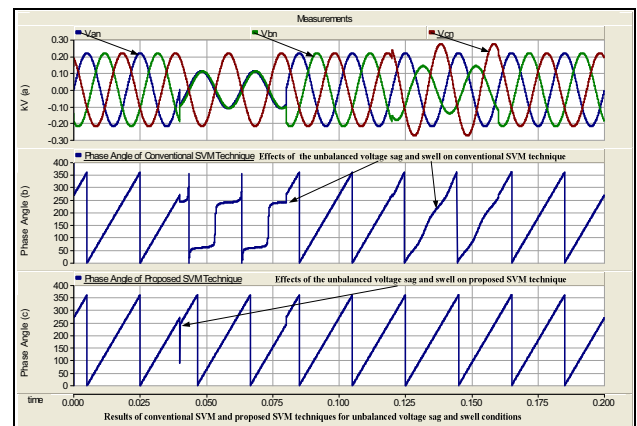 Measurements
Van Vbn Vcn
KV (a)
0.30
0.20
0.10
0.00
-0.10
-0.20
-0.30
Phase Angle of Conventional SVM Technique Effects of the unbalanced voltage sag and swell on conventional SVM technique
Phase Angle (b)
400
350
300
250
200
150
100
50
0
Phase Angle of Proposed SVM Technique Effects of the unbalanced voltage sag and swell on proposed SVM technique
Phase Angle (c)
400
350
300
250
200
150
100
50
0
time 0.000 0.025 0.050 0.075 0.100 0.125 0.150 0.175 0.200
Results of conventional SVM and proposed SVM techniques for unbalanced voltage sag and swell conditions